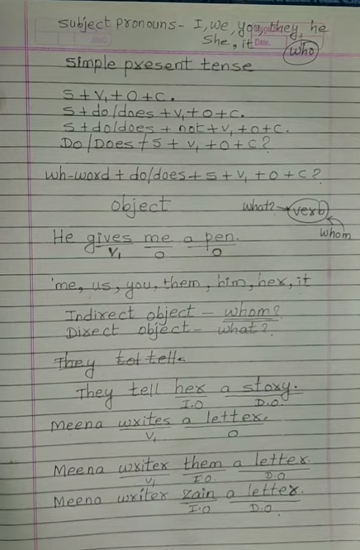 subject pronouns - I, we, you, they, he
She, it
who
simple present tense
S + V₁ + O + C.
S + do/does + V₁ + O + C.
S + do/does + not + V₁ + O + C.
Do/Does + S + V₁ + O + C?
wh-word + do/does + S + V₁ + O + C?
object what? → verb
whom
He gives me a pen.
V₁ O O
me, us, you, them, him, her, it
Indirect object - whom?
Direct object - what?
They tot tells
They tell her a story.
I.O D.O
Meena writes a letter.
V₁ O
Meena writer them a letter
V₁ I.O D.O
Meena writer zain a letter.
I.O D.O